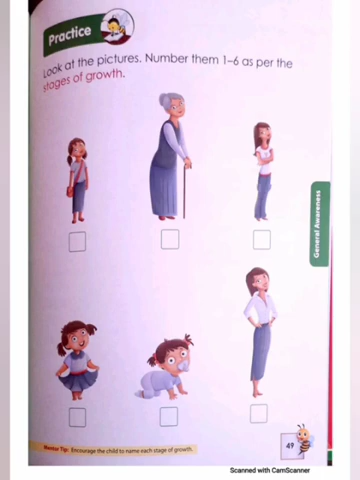 Practice
Look at the pictures. Number them 1–6 as per the
stages of growth.
General Awareness
Mentor Tip: Encourage the child to name each stage of growth.
49
Scanned with CamScanner